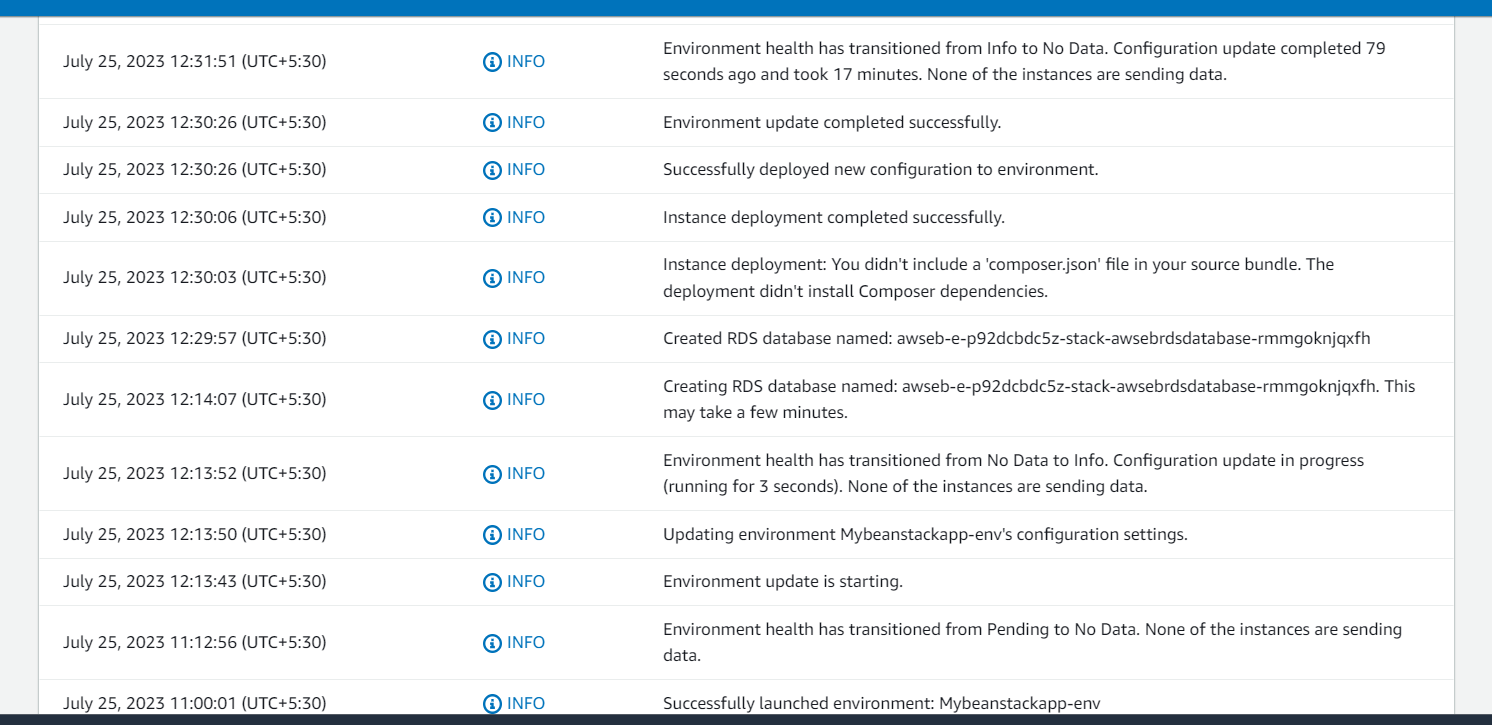 July 25, 2023 12:31:51 (UTC+5:30) INFO Environment health has transitioned from Info to No Data. Configuration update completed 79
seconds ago and took 17 minutes. None of the instances are sending data.
July 25, 2023 12:30:26 (UTC+5:30) INFO Environment update completed successfully.
July 25, 2023 12:30:26 (UTC+5:30) INFO Successfully deployed new configuration to environment.
July 25, 2023 12:30:06 (UTC+5:30) INFO Instance deployment completed successfully.
July 25, 2023 12:30:03 (UTC+5:30) INFO Instance deployment: You didn't include a 'composer.json' file in your source bundle. The
deployment didn't install Composer dependencies.
July 25, 2023 12:29:57 (UTC+5:30) INFO Created RDS database named: awseb-e-p92dcbdc5z-stack-awsebrdsdatabase-rmmgoknjqxfh
July 25, 2023 12:14:07 (UTC+5:30) INFO Creating RDS database named: awseb-e-p92dcbdc5z-stack-awsebrdsdatabase-rmmgoknjqxfh. This
may take a few minutes.
July 25, 2023 12:13:52 (UTC+5:30) INFO Environment health has transitioned from No Data to Info. Configuration update in progress
(running for 3 seconds). None of the instances are sending data.
July 25, 2023 12:13:50 (UTC+5:30) INFO Updating environment Mybeanstackapp-env's configuration settings.
July 25, 2023 12:13:43 (UTC+5:30) INFO Environment update is starting.
July 25, 2023 11:12:56 (UTC+5:30) INFO Environment health has transitioned from Pending to No Data. None of the instances are sending
data.
July 25, 2023 11:00:01 (UTC+5:30) INFO Successfully launched environment: Mybeanstackapp-env